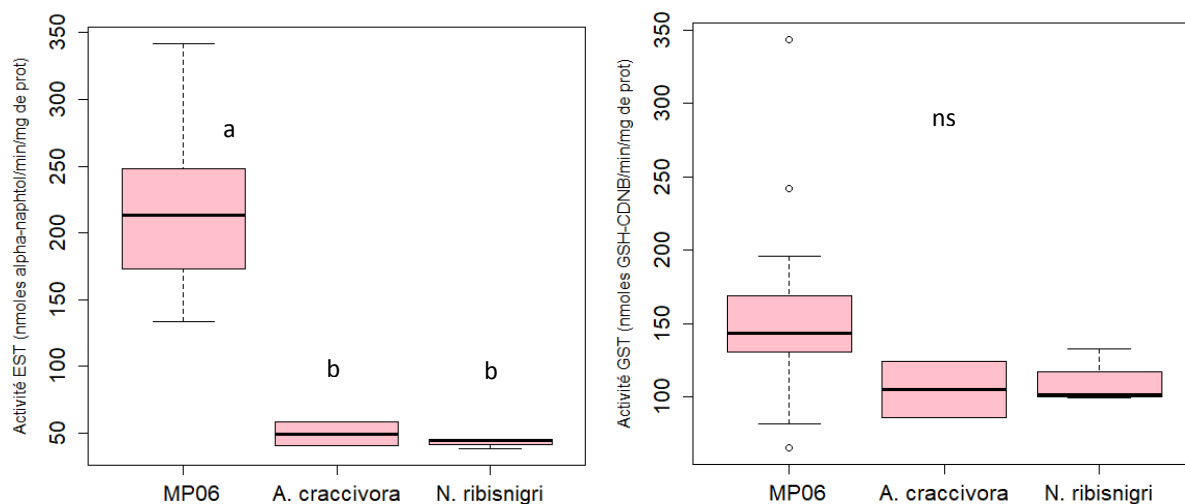 Activité EST (nmoles alpha-naphtol/min/mg de prot)
350
300
250
200
150
100
50
a
b
b
MP06
A. craccivora
N. ribisnigri
Activité GST (nmoles GSH-CDNB/min/mg de prot)
350
300
250
200
150
100
ns
MP06
A. craccivora
N. ribisnigri